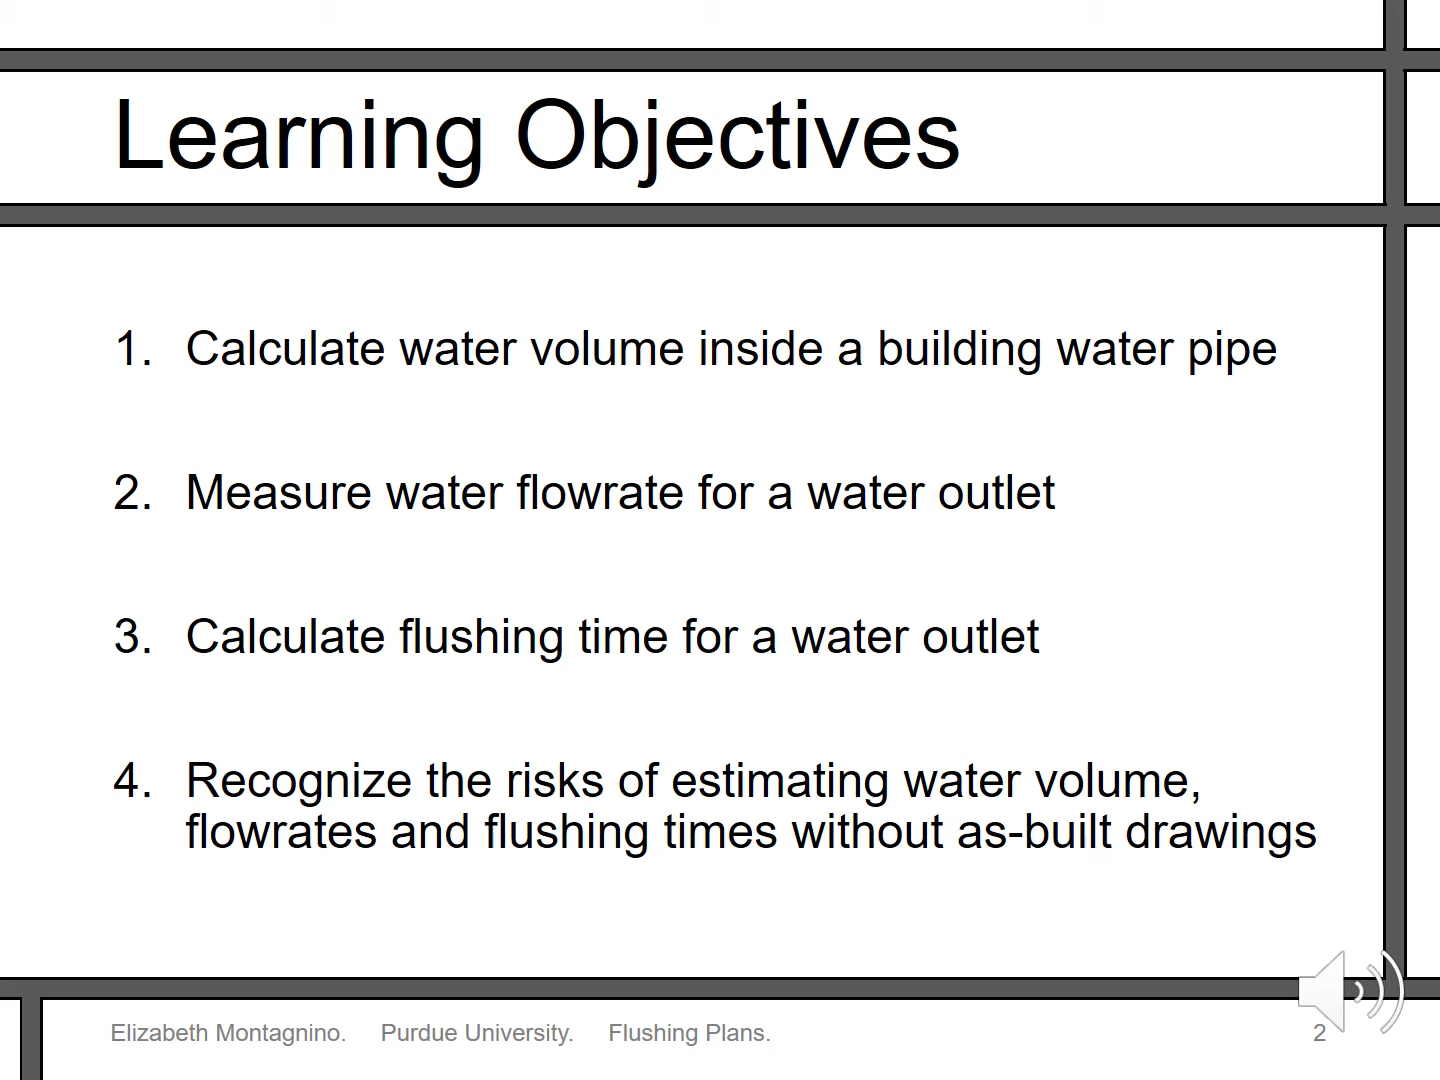 Learning Objectives
1. Calculate water volume inside a building water pipe
2. Measure water flowrate for a water outlet
3. Calculate flushing time for a water outlet
4. Recognize the risks of estimating water volume,
flowrates and flushing times without as-built drawings
Elizabeth Montagnino. Purdue University. Flushing Plans. 2